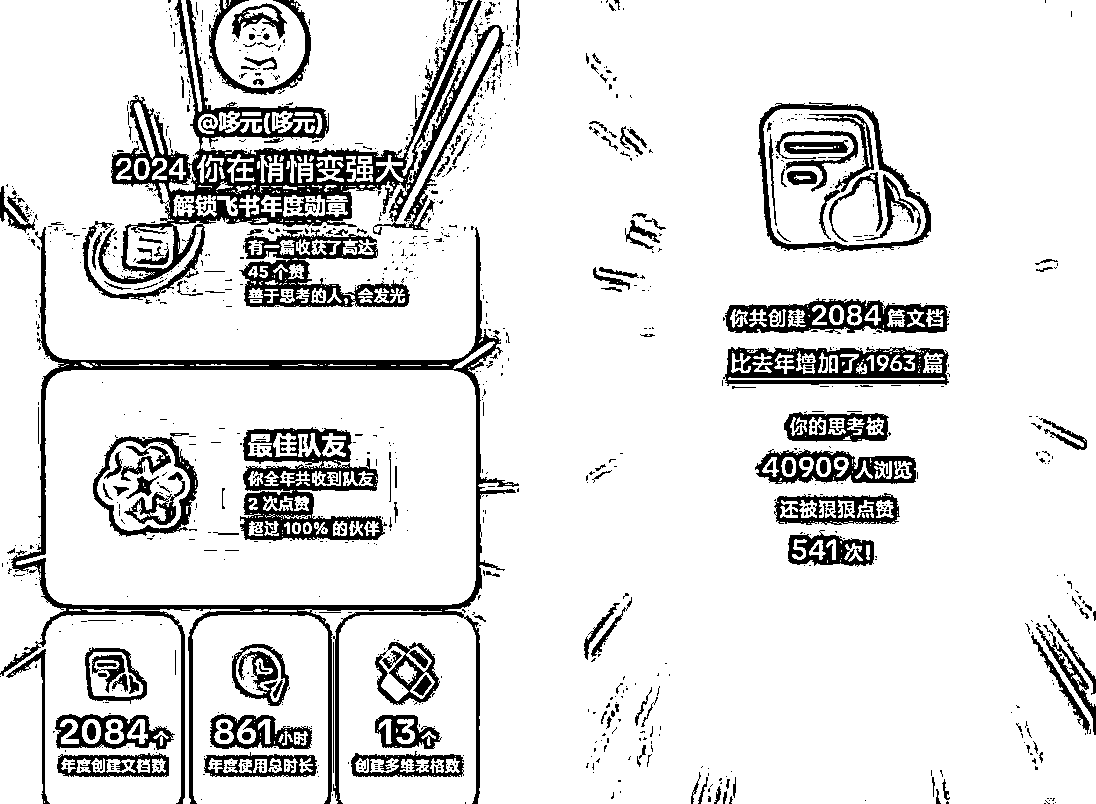 @哆元(哆元)
2024 你在悄悄变强大
解锁飞书年度勋章
有一篇收获了高达
45 个赞
善于思考的人，会发光
最佳队友
你全年共收到队友
2 次点赞
超过 100% 的伙伴
2084个
年度创建文档数
861小时
年度使用总时长
13个
创建多维表格数
你共创建 2084 篇文档
比去年增加了 1963 篇
你的思考被
40909 人浏览
还被狠狠点赞
541 次!